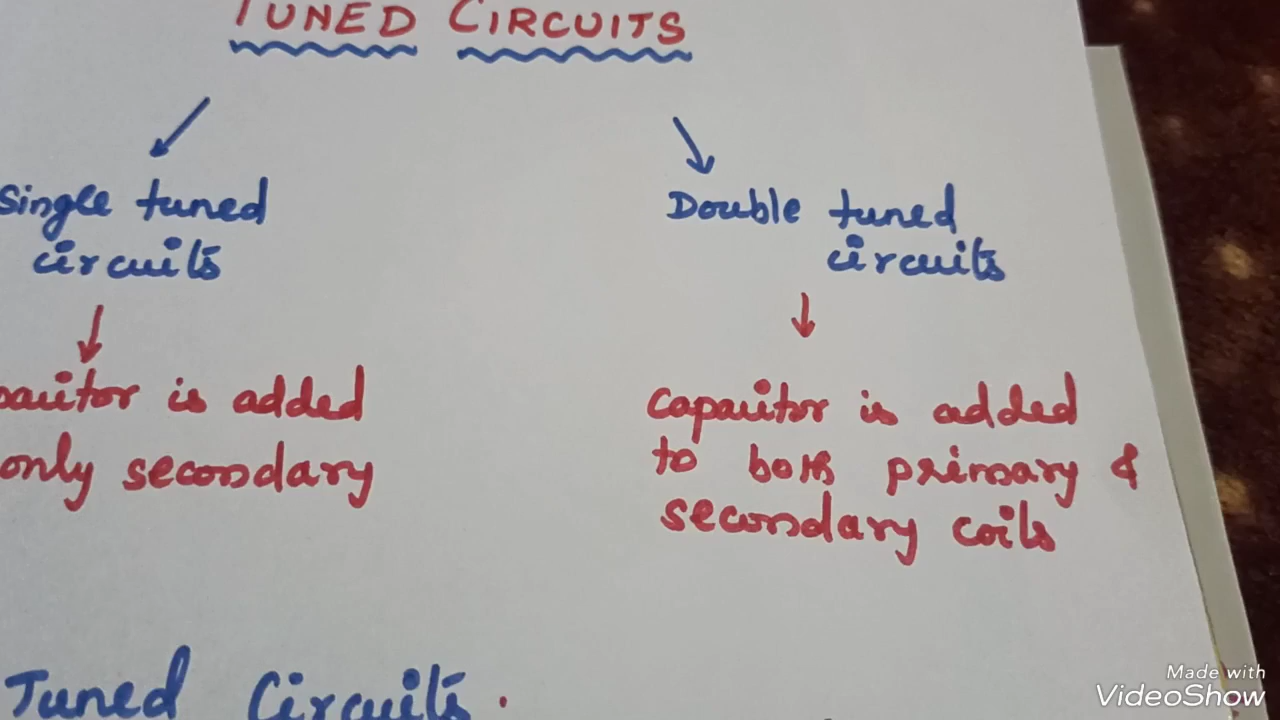 TUNED CIRCUITS
Single tuned
circuits
Double tuned
circuits
pacitor is added
only secondary
Capacitor is added
to both primary &
secondary coils
Tuned Circuits.
Made with
VideoShow